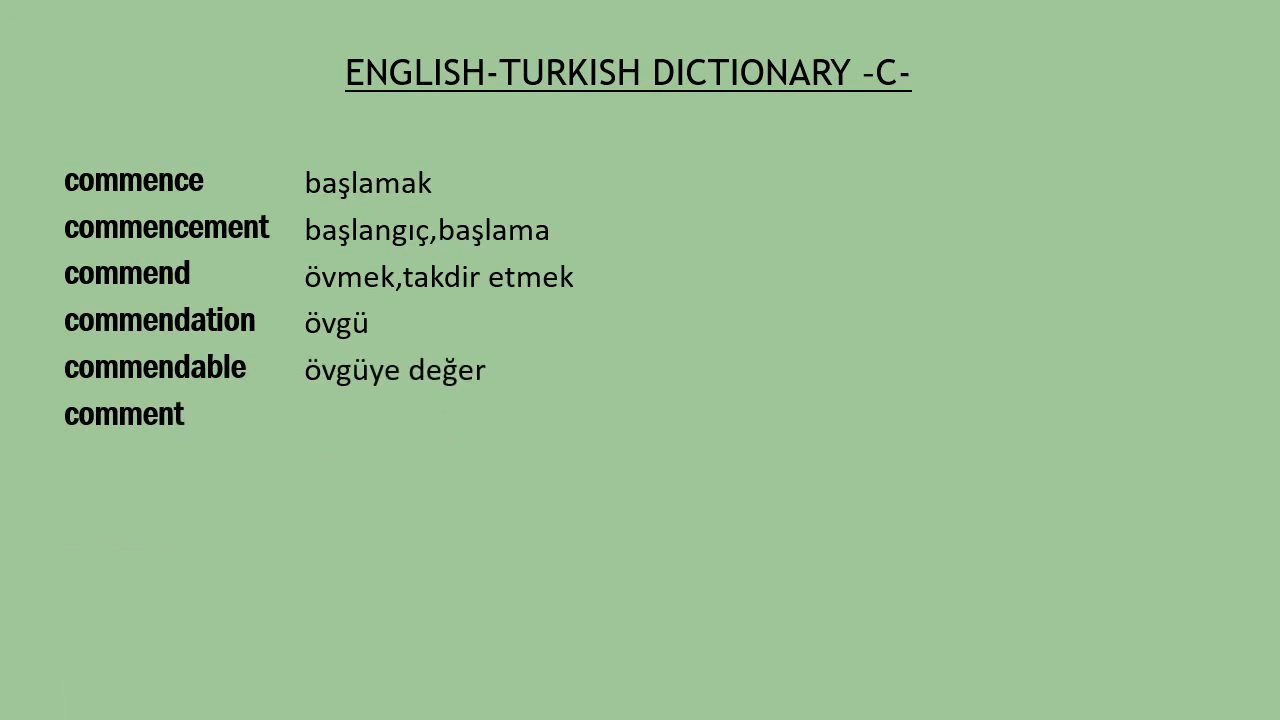 ENGLISH-TURKISH DICTIONARY –C-
commence başlamak
commencement başlangıç,başlama
commend övmek,takdir etmek
commendation övgü
commendable övgüye değer
comment